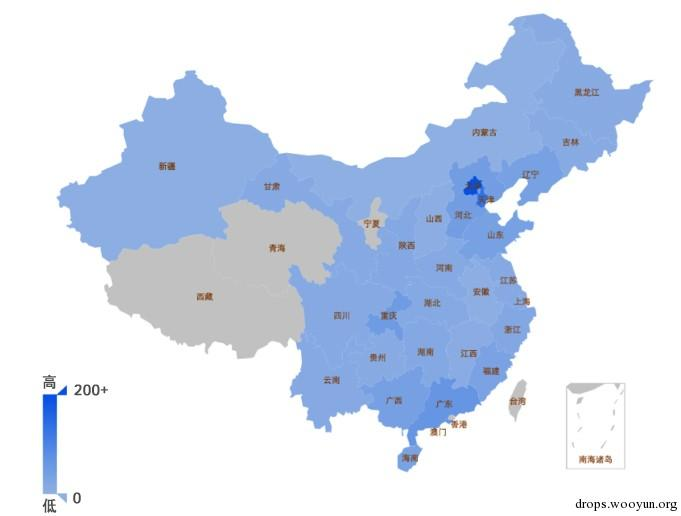 黑龙江
内蒙古
吉林
新疆
辽宁
甘肃
北京
天津
宁夏
山西
河北
山东
青海
陕西
河南
江苏
安徽
西藏
上海
四川
重庆
湖北
浙江
贵州
湖南
江西
福建
云南
高
200+
广西
广东
台湾
香港
澳门
海南
南海诸岛
0
低
drops.wooyun.org